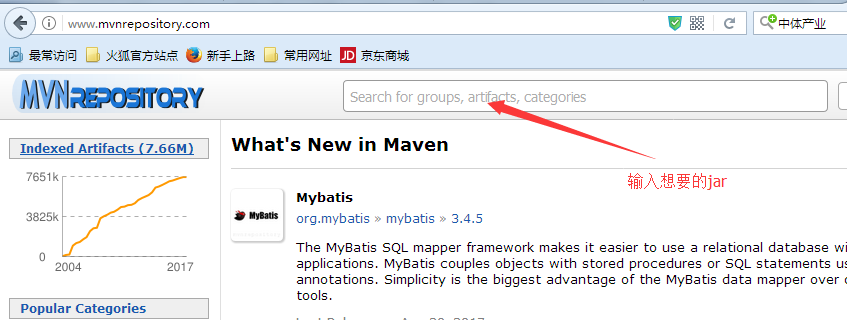 www.mvnrepository.com
中体产业
最常访问 火狐官方站点 新手上路 常用网址 JD 京东商城
MVNREPOSITORY
Search for groups, artifacts, categories
Indexed Artifacts (7.66M)
What's New in Maven
输入想要的jar
7651k
3825k
0
2004 2017
MyBatis
Mybatis
org.mybatis » mybatis » 3.4.5
The MyBatis SQL mapper framework makes it easier to use a relational database wi
applications. MyBatis couples objects with stored procedures or SQL statements us
annotations. Simplicity is the biggest advantage of the MyBatis data mapper over o
tools.
Popular Categories